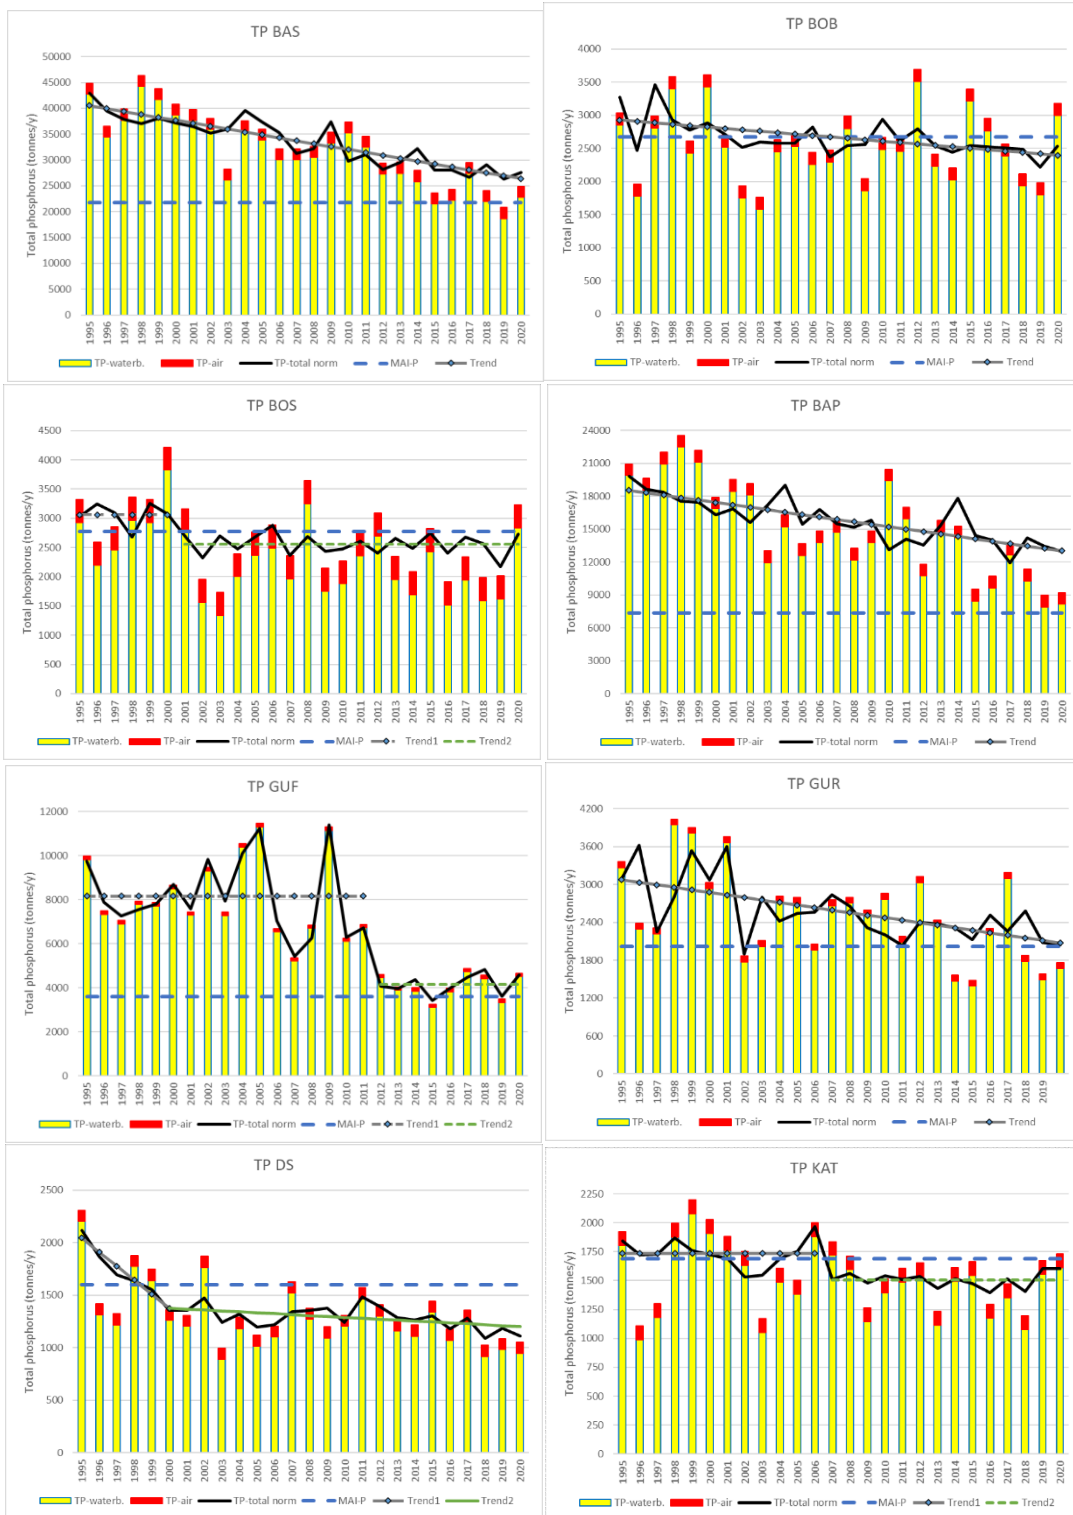 TP BAS
Total phosphorus (tonnes/y)
50000
45000
40000
35000
30000
25000
20000
15000
10000
5000
0
1995 1996 1997 1998 1999 2000 2001 2002 2003 2004 2005 2006 2007 2008 2009 2010 2011 2012 2013 2014 2015 2016 2017 2018 2019 2020
TP-waterb. TP-air TP-total norm MAI-P Trend
TP BOB
Total phosphorus (tonnes/y)
4000
3500
3000
2500
2000
1500
1000
500
0
1995 1996 1997 1998 1999 2000 2001 2002 2003 2004 2005 2006 2007 2008 2009 2010 2011 2012 2013 2014 2015 2016 2017 2018 2019 2020
TP-waterb. TP-air TP-total norm MAI-P Trend
TP BOS
Total phosphorus (tonnes/y)
4500
4000
3500
3000
2500
2000
1500
1000
500
0
1995 1996 1997 1998 1999 2000 2001 2002 2003 2004 2005 2006 2007 2008 2009 2010 2011 2012 2013 2014 2015 2016 2017 2018 2019 2020
TP-waterb. TP-air TP-total norm MAI-P Trend1 Trend2
TP BAP
Total phosphorus (tonnes/y)
24000
21000
18000
15000
12000
9000
6000
3000
0
1995 1996 1997 1998 1999 2000 2001 2002 2003 2004 2005 2006 2007 2008 2009 2010 2011 2012 2013 2014 2015 2016 2017 2018 2019 2020
TP-waterb. TP-air TP-total norm MAI-P Trend
TP GUF
Total phosphorus (tonnes/y)
12000
10000
8000
6000
4000
2000
0
1995 1996 1997 1998 1999 2000 2001 2002 2003 2004 2005 2006 2007 2008 2009 2010 2011 2012 2013 2014 2015 2016 2017 2018 2019 2020
TP-waterb. TP-air TP-total norm MAI-P Trend1 Trend2
TP GUR
Total phosphorus (tonnes/y)
4200
3600
3000
2400
1800
1200
600
0
1995 1996 1997 1998 1999 2000 2001 2002 2003 2004 2005 2006 2007 2008 2009 2010 2011 2012 2013 2014 2015 2016 2017 2018 2019
TP-waterb. TP-air TP-total norm MAI-P Trend
TP DS
Total phosphorus (tonnes/y)
2500
2000
1500
1000
500
0
1995 1996 1997 1998 1999 2000 2001 2002 2003 2004 2005 2006 2007 2008 2009 2010 2011 2012 2013 2014 2015 2016 2017 2018 2019 2020
TP-waterb. TP-air TP-total norm MAI-P Trend1 Trend2
TP KAT
Total phosphorus (tonnes/y)
2250
2000
1750
1500
1250
1000
750
500
250
0
1995 1996 1997 1998 1999 2000 2001 2002 2003 2004 2005 2006 2007 2008 2009 2010 2011 2012 2013 2014 2015 2016 2017 2018 2019 2020
TP-waterb. TP-air TP-total norm MAI-P Trend1 Trend2